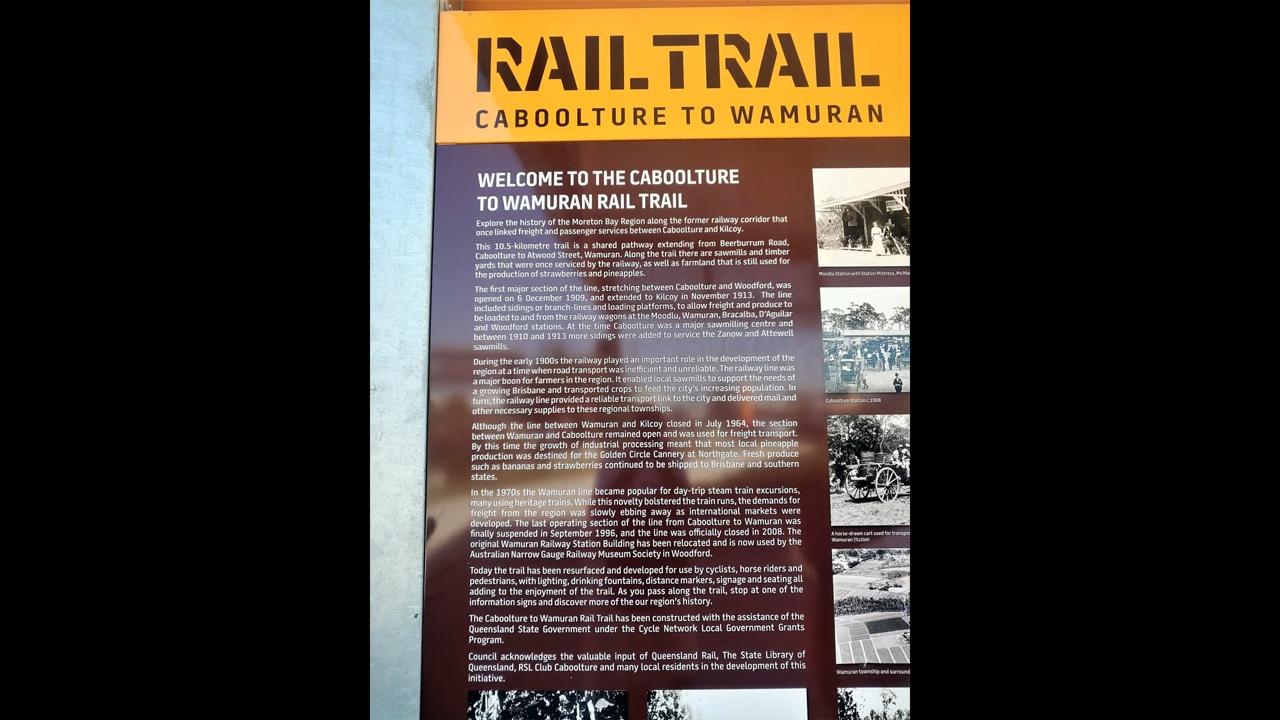 RAIL TRAIL
CABOOLTURE TO WAMURAN
WELCOME TO THE CABOOLTURE
TO WAMURAN RAIL TRAIL
Explore the history of the Moreton Bay Region along the former railway corridor that
once linked freight and passenger services between Caboolture and Kilcoy.
This 10.5-kilometre trail is a shared pathway extending from Beerburrum Road,
Caboolture to Atwood Street, Wamuran. Along the trail there are sawmills and timber
yards that were once serviced by the railway, as well as farmland that is still used for
the production of strawberries and pineapples.
The first major section of the line, stretching between Caboolture and Woodford, was
opened on 6 December 1909, and extended to Kilcoy in November 1913. The line
included sidings or branch-lines and loading platforms, to allow freight and produce to
be loaded to and from the railway wagons at the Moodlu, Wamuran, Bracalba, D'Aguilar
and Woodford stations. At the time Caboolture was a major sawmilling centre and
between 1910 and 1913 more sidings were added to service the Zanow and Attewell
sawmills.
During the early 1900s the railway played an important role in the development of the
region at a time when road transport was inefficient and unreliable. The railway line was
a major boon for farmers in the region. It enabled local sawmills to support the needs of
a growing Brisbane and transported crops to feed the city's increasing population. In
turn, the railway line provided a reliable transport link to the city and delivered mail and
other necessary supplies to these regional townships.
Although the line between Wamuran and Kilcoy closed in July 1964, the section
between Wamuran and Caboolture remained open and was used for freight transport.
By this time the growth of industrial processing meant that most local pineapple
production was destined for the Golden Circle Cannery at Northgate. Fresh produce
such as bananas and strawberries continued to be shipped to Brisbane and southern
states.
In the 1970s the Wamuran line became popular for day-trip steam train excursions,
many using heritage trains. While this novelty bolstered the train runs, the demands for
freight from the region was slowly ebbing away as international markets were
developed. The last operating section of the line from Caboolture to Wamuran was
finally suspended in September 1996, and the line was officially closed in 2008. The
original Wamuran Railway Station Building has been relocated and is now used by the
Australian Narrow Gauge Railway Museum Society in Woodford.
Today the trail has been resurfaced and developed for use by cyclists, horse riders and
pedestrians, with lighting, drinking fountains, distance markers, signage and seating all
adding to the enjoyment of the trail. As you pass along the trail, stop at one of the
information signs and discover more of the our region's history.
The Caboolture to Wamuran Rail Trail has been constructed with the assistance of the
Queensland State Government under the Cycle Network Local Government Grants
Program.
Council acknowledges the valuable input of Queensland Rail, The State Library of
Queensland, RSL Club Caboolture and many local residents in the development of this
initiative.
Moodlu Station with Station Mistress, Ms
Caboolture Station c.1908
A horse-drawn cart used for
Wamuran Station
Wamuran township and